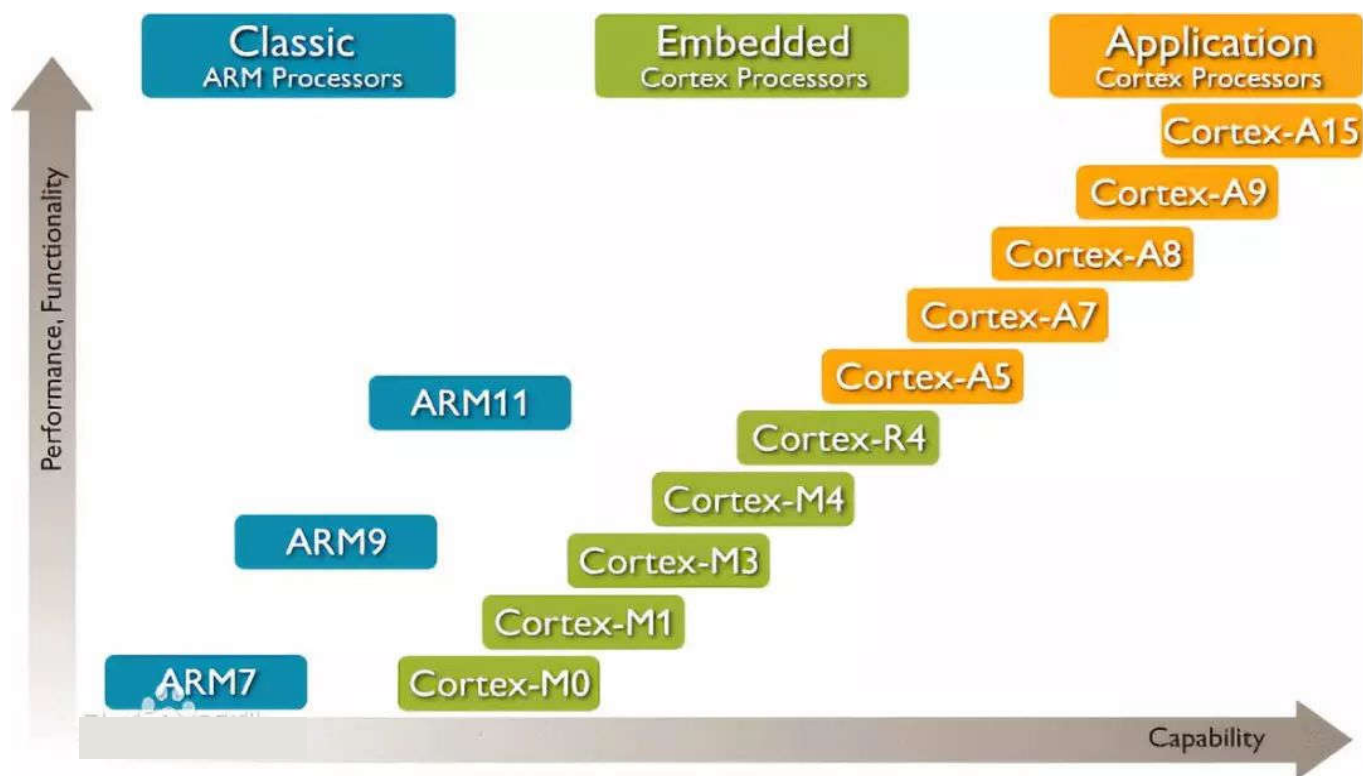 Classic
ARM Processors
Embedded
Cortex Processors
Application
Cortex Processors
Cortex-A15
Cortex-A9
Cortex-A8
Cortex-A7
Cortex-A5
ARM11
Cortex-R4
Cortex-M4
ARM9
Cortex-M3
Cortex-M1
ARM7
Cortex-M0
Performance, Functionality
Capability